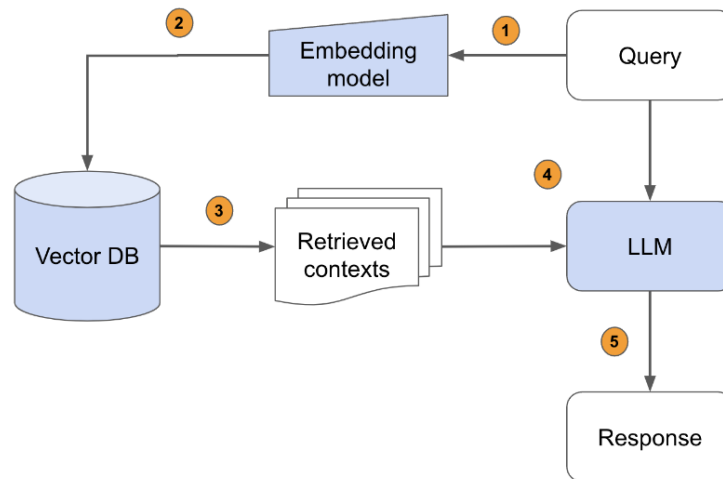 2
1
Embedding
model
Query
4
3
Vector DB
Retrieved
contexts
LLM
5
Response